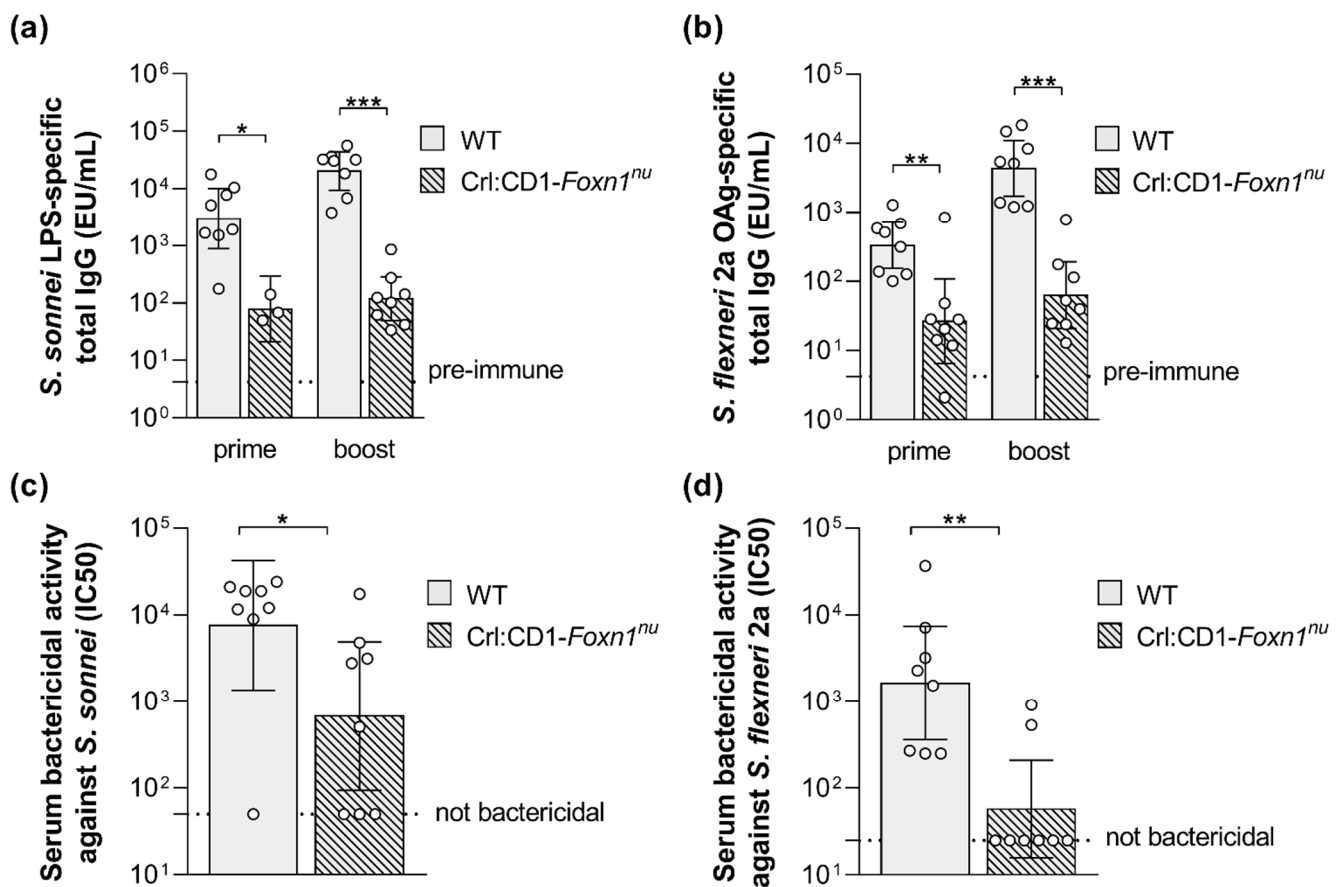 (a)
S. sonnei LPS-specific
total IgG (EU/mL)
10⁶
10⁵
10⁴
10³
10²
10¹
10⁰
*
***
WT
Crl:CD1-Foxn1ⁿᵘ
pre-immune
prime
boost
(b)
S. flexneri 2a OAg-specific
total IgG (EU/mL)
10⁵
10⁴
10³
10²
10¹
10⁰
**
***
WT
Crl:CD1-Foxn1ⁿᵘ
pre-immune
prime
boost
(c)
Serum bactericidal activity
against S. sonnei (IC50)
10⁵
10⁴
10³
10²
10¹
*
WT
Crl:CD1-Foxn1ⁿᵘ
not bactericidal
(d)
Serum bactericidal activity
against S. flexneri 2a (IC50)
10⁵
10⁴
10³
10²
10¹
**
WT
Crl:CD1-Foxn1ⁿᵘ
not bactericidal